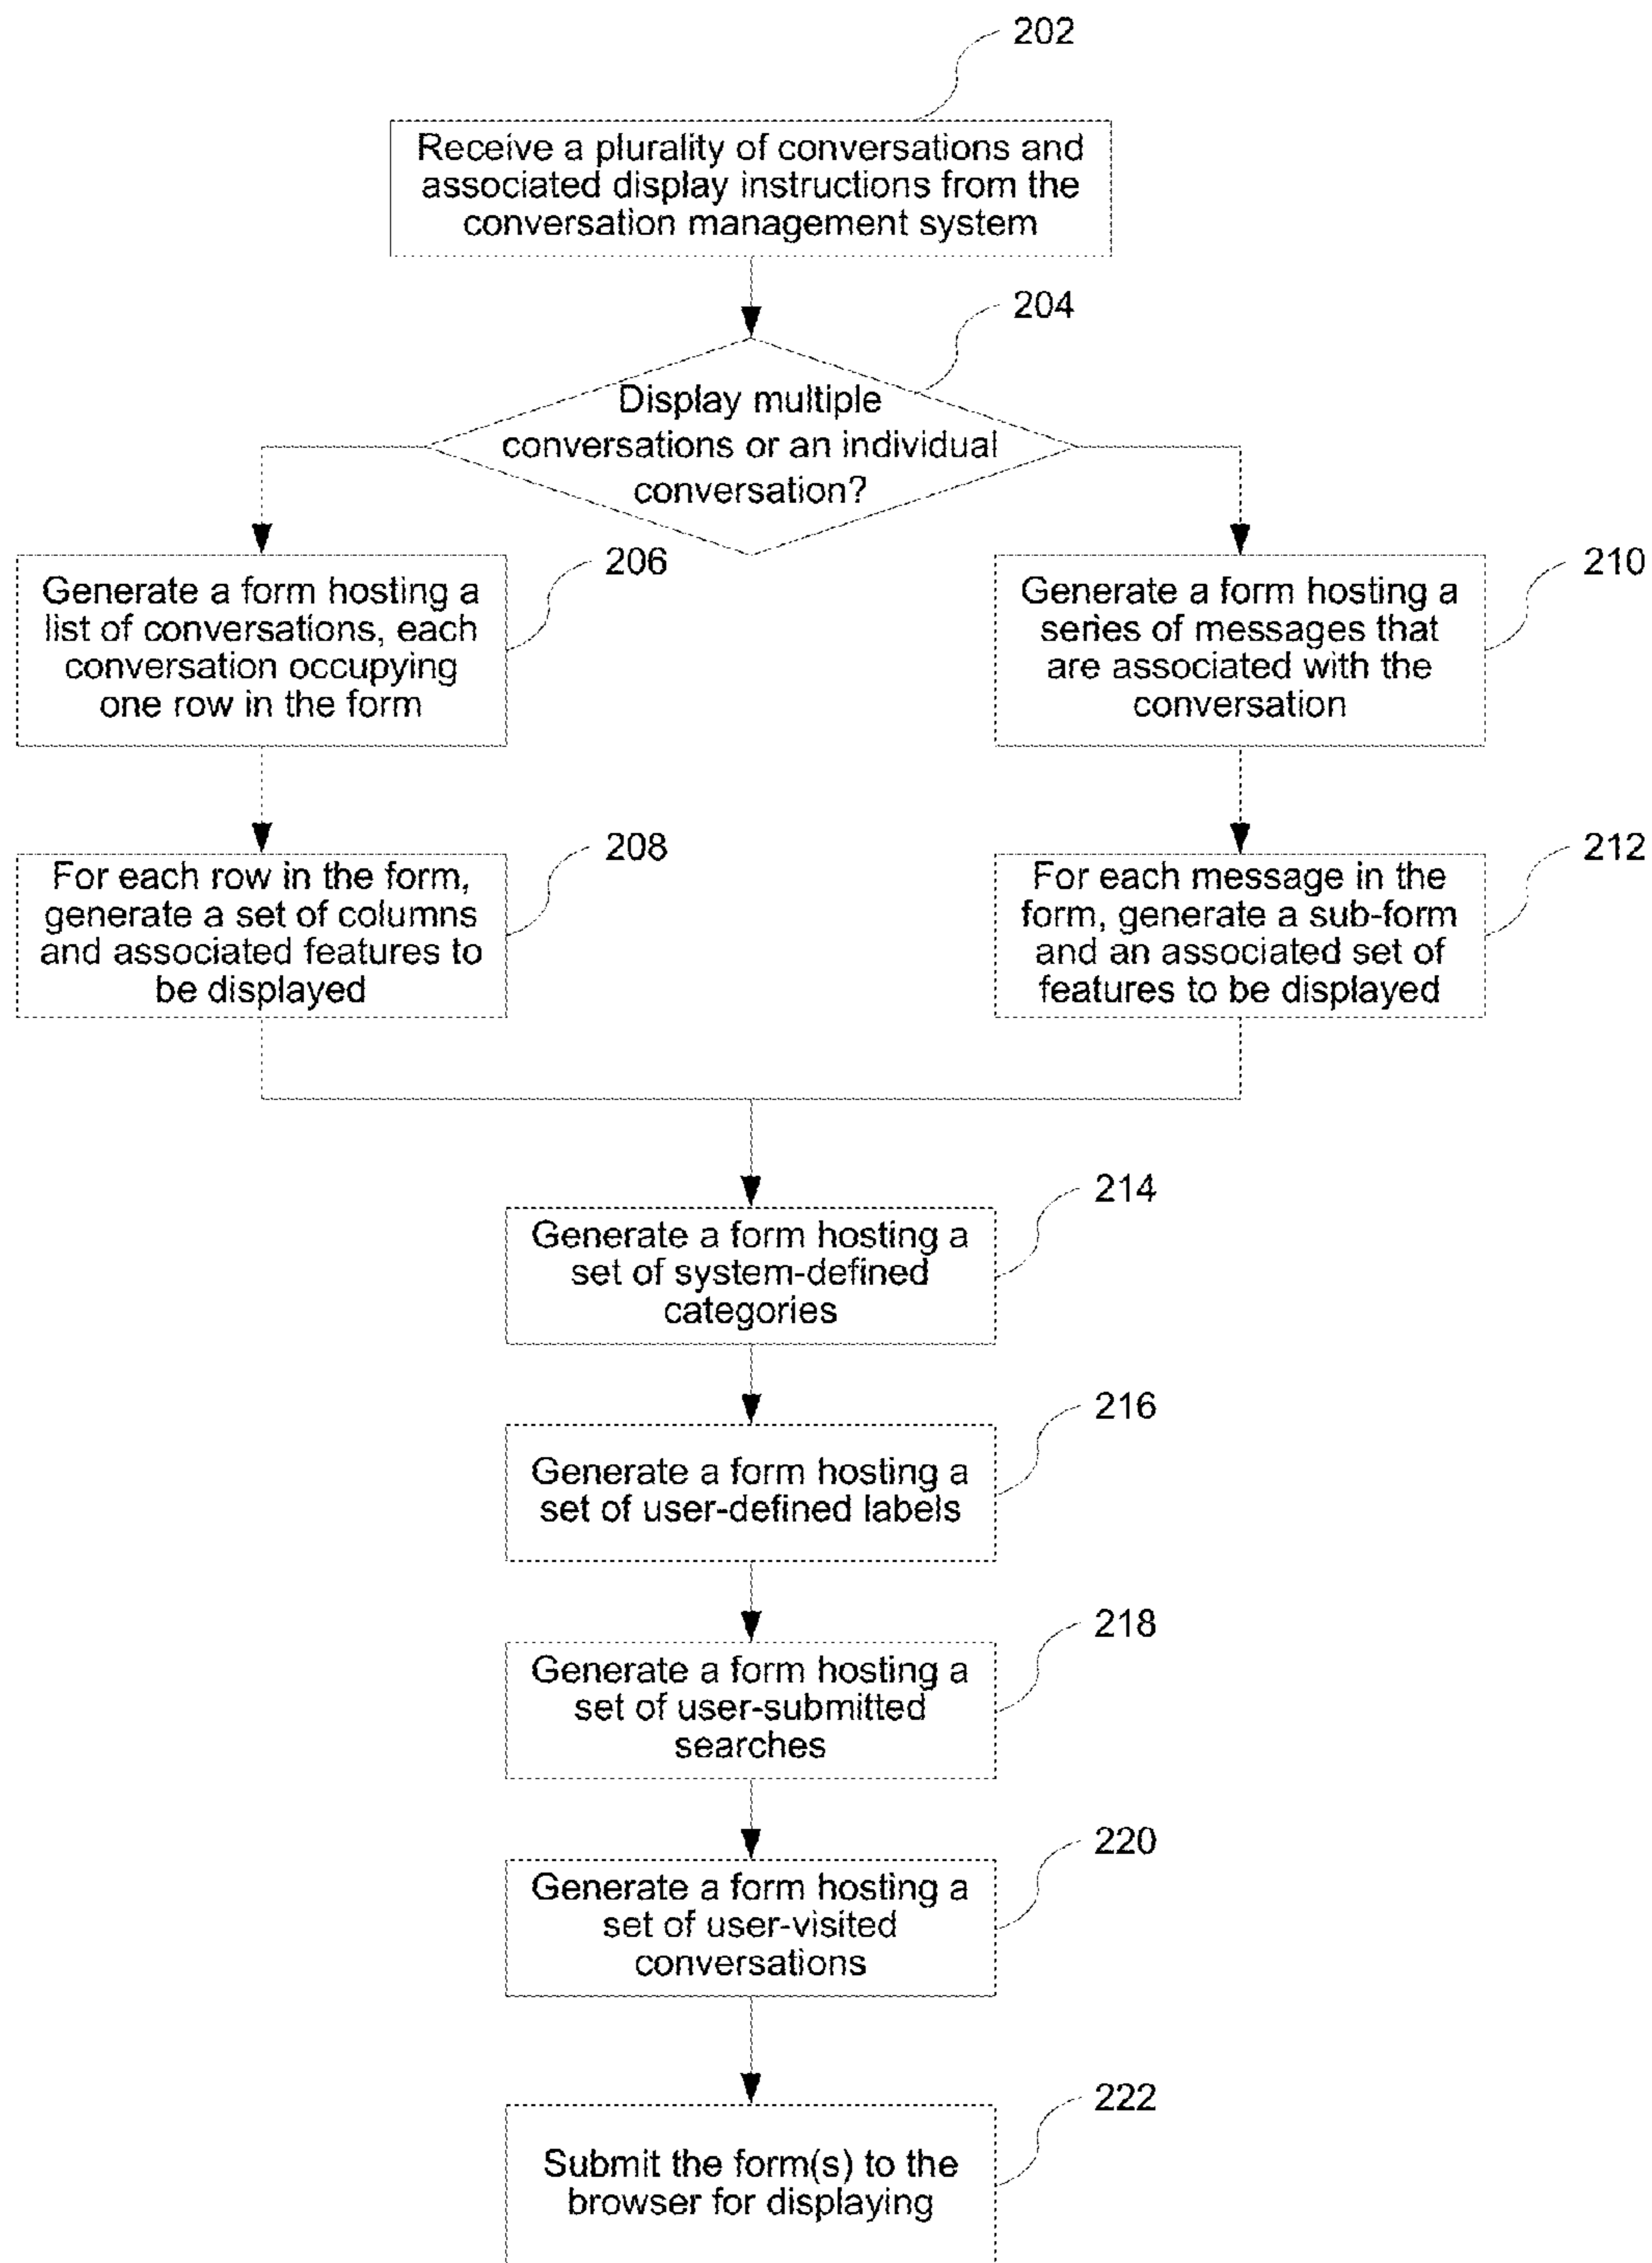 202
Receive a plurality of conversations and
associated display instructions from the
conversation management system
204
Display multiple
conversations or an individual
conversation?
206
Generate a form hosting a
list of conversations, each
conversation occupying
one row in the form
210
Generate a form hosting a
series of messages that
are associated with the
conversation
208
For each row in the form,
generate a set of columns
and associated features to
be displayed
212
For each message in the
form, generate a sub-form
and an associated set of
features to be displayed
214
Generate a form hosting a
set of system-defined
categories
216
Generate a form hosting a
set of user-defined labels
218
Generate a form hosting a
set of user-submitted
searches
220
Generate a form hosting a
set of user-visited
conversations
222
Submit the form(s) to the
browser for displaying